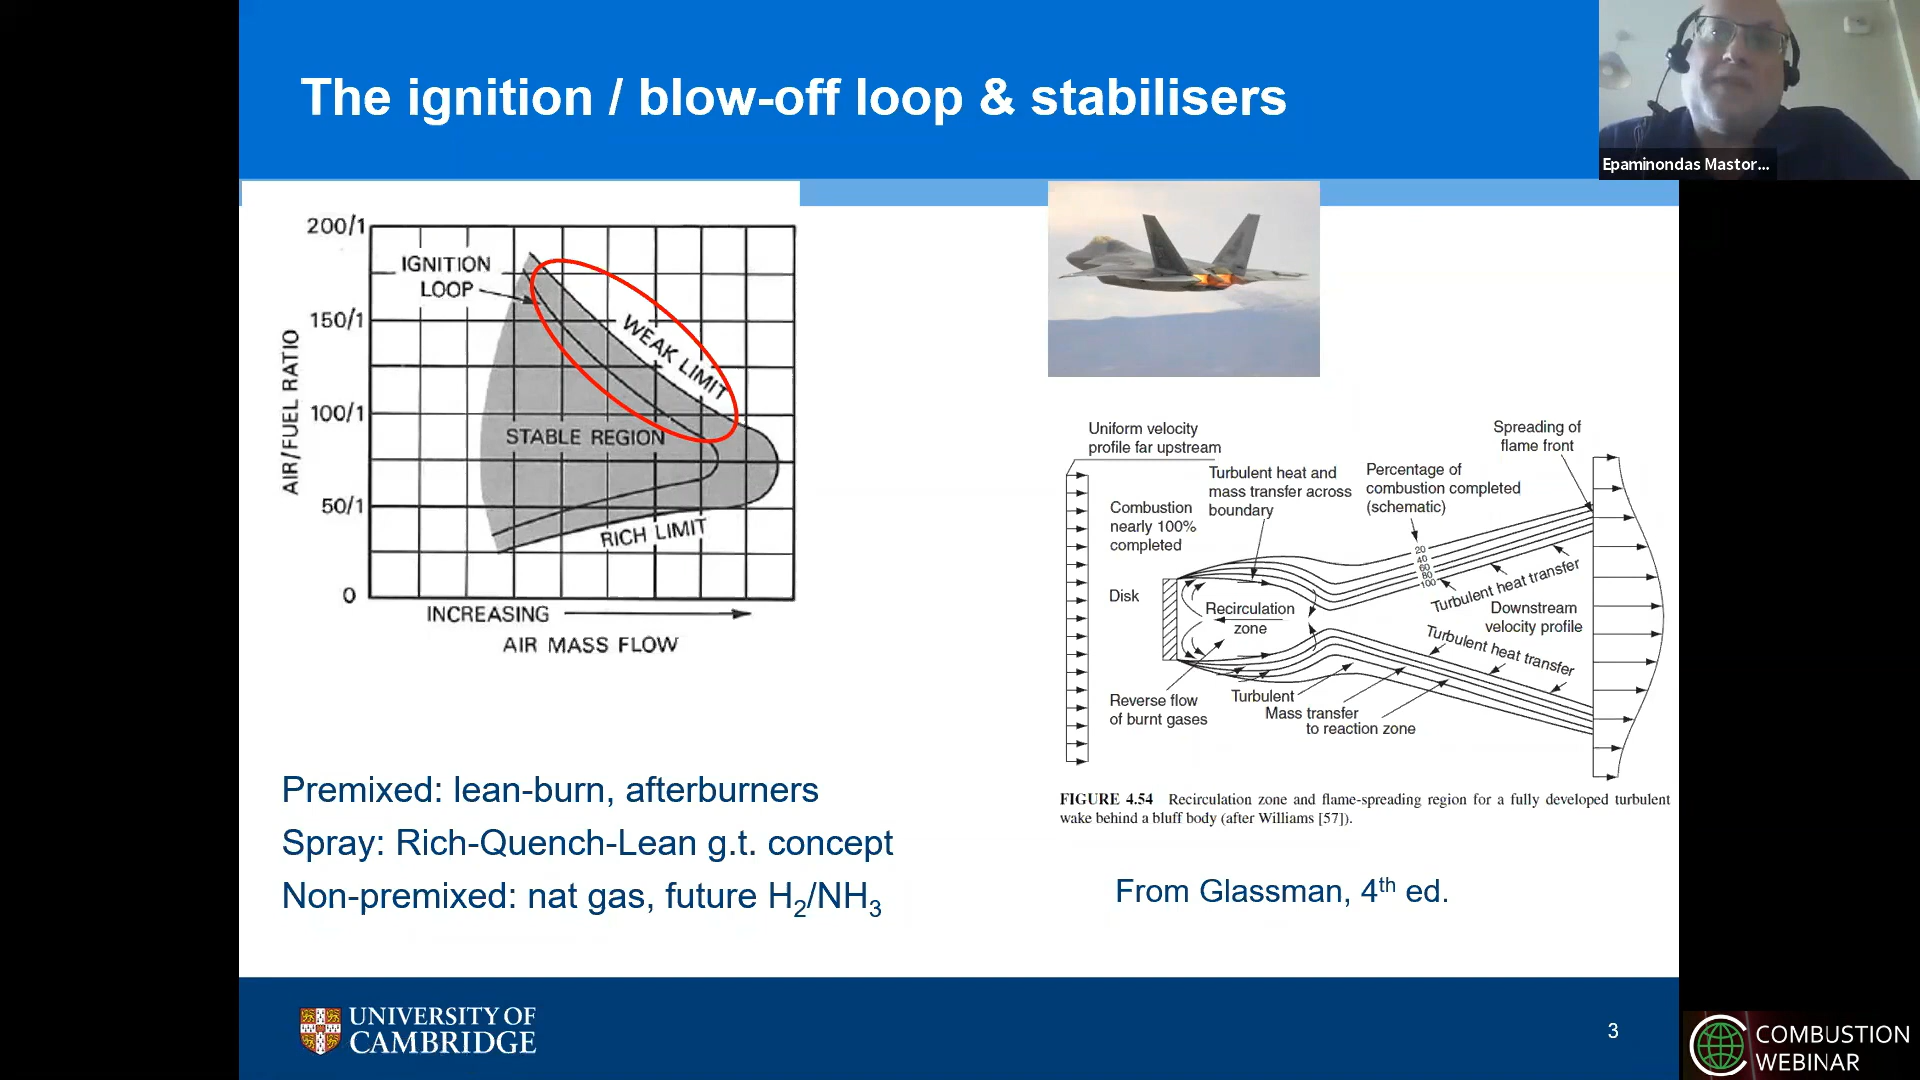 The ignition / blow-off loop & stabilisers
Epaminondas Mastor...
200/1
150/1
100/1
50/1
0
AIR/FUEL RATIO
IGNITION
LOOP
WEAK LIMIT
STABLE REGION
RICH LIMIT
INCREASING
AIR MASS FLOW
Uniform velocity
profile far upstream
Combustion
nearly 100%
completed
Turbulent heat and
mass transfer across
boundary
Percentage of
combustion completed
(schematic)
Spreading of
flame front
20
40
60
80
100
Turbulent heat transfer
Disk
Recirculation
zone
Downstream
velocity profile
Turbulent heat transfer
Reverse flow
of burnt gases
Turbulent
Mass transfer
to reaction zone
FIGURE 4.54 Recirculation zone and flame-spreading region for a fully developed turbulent
wake behind a bluff body (after Williams [57]).
From Glassman, 4th ed.
Premixed: lean-burn, afterburners
Spray: Rich-Quench-Lean g.t. concept
Non-premixed: nat gas, future H2/NH3
UNIVERSITY OF
CAMBRIDGE
3
COMBUSTION
WEBINAR